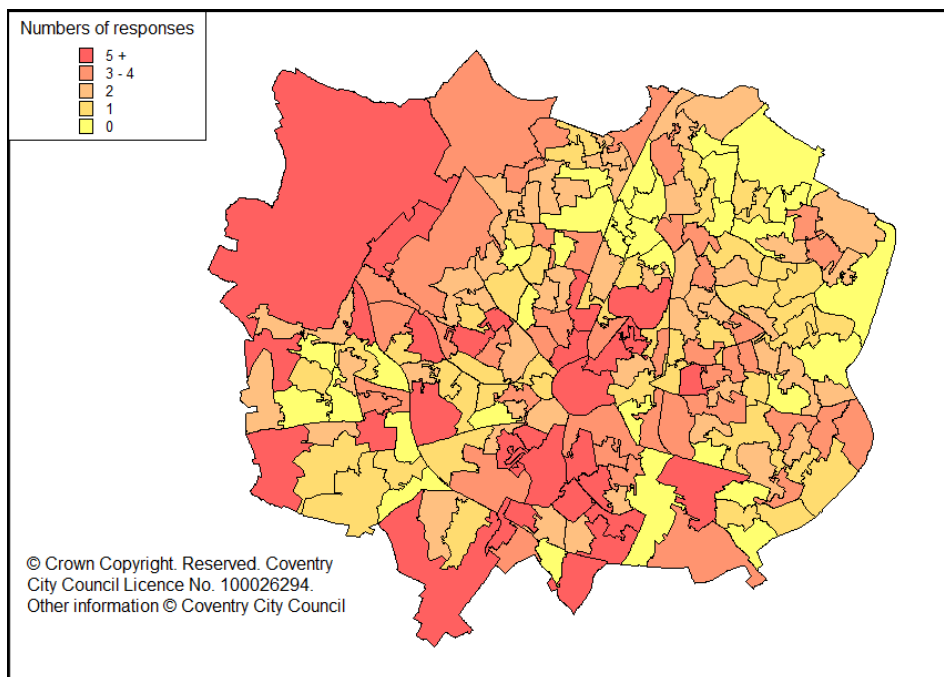 Numbers of responses
5 +
3 - 4
2
1
0
© Crown Copyright. Reserved. Coventry
City Council Licence No. 100026294.
Other information © Coventry City Council